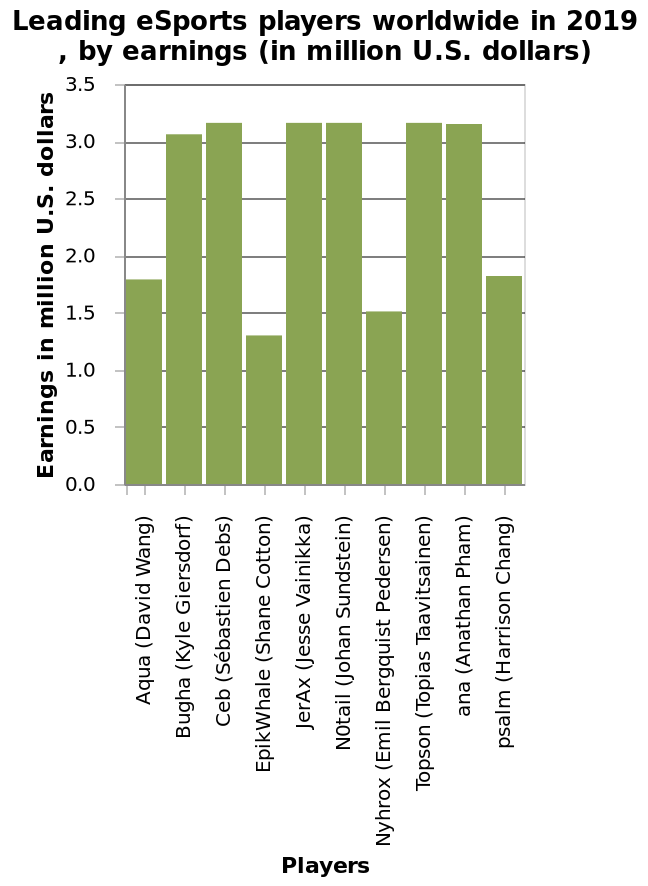 Leading eSports players worldwide in 2019
, by earnings (in million U.S. dollars)
Earnings in million U.S. dollars
3.5
3.0
2.5
2.0
1.5
1.0
0.5
0.0
Aqua (David Wang)
Bugha (Kyle Giersdorf)
Ceb (Sébastien Debs)
EpikWhale (Shane Cotton)
JerAx (Jesse Vainikka)
N0tail (Johan Sundstein)
Nyhrox (Emil Bergquist Pedersen)
Topson (Topias Taavitsainen)
ana (Anathan Pham)
psalm (Harrison Chang)
Players